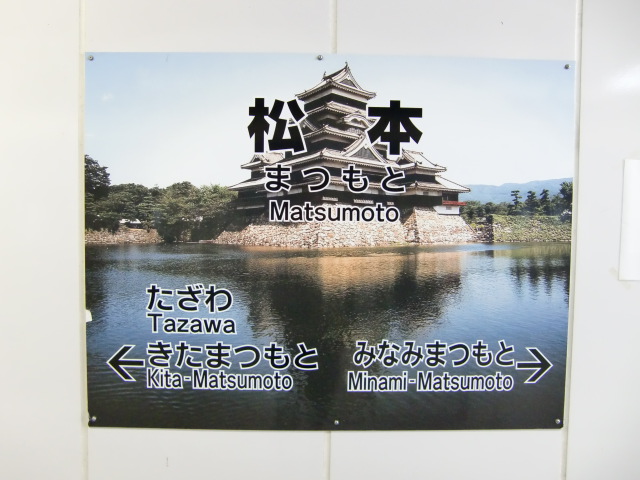 松本
まつもと
Matsumoto
たざわ
Tazawa
←きたまつもと
Kita-Matsumoto
みなみまつもと→
Minami-Matsumoto